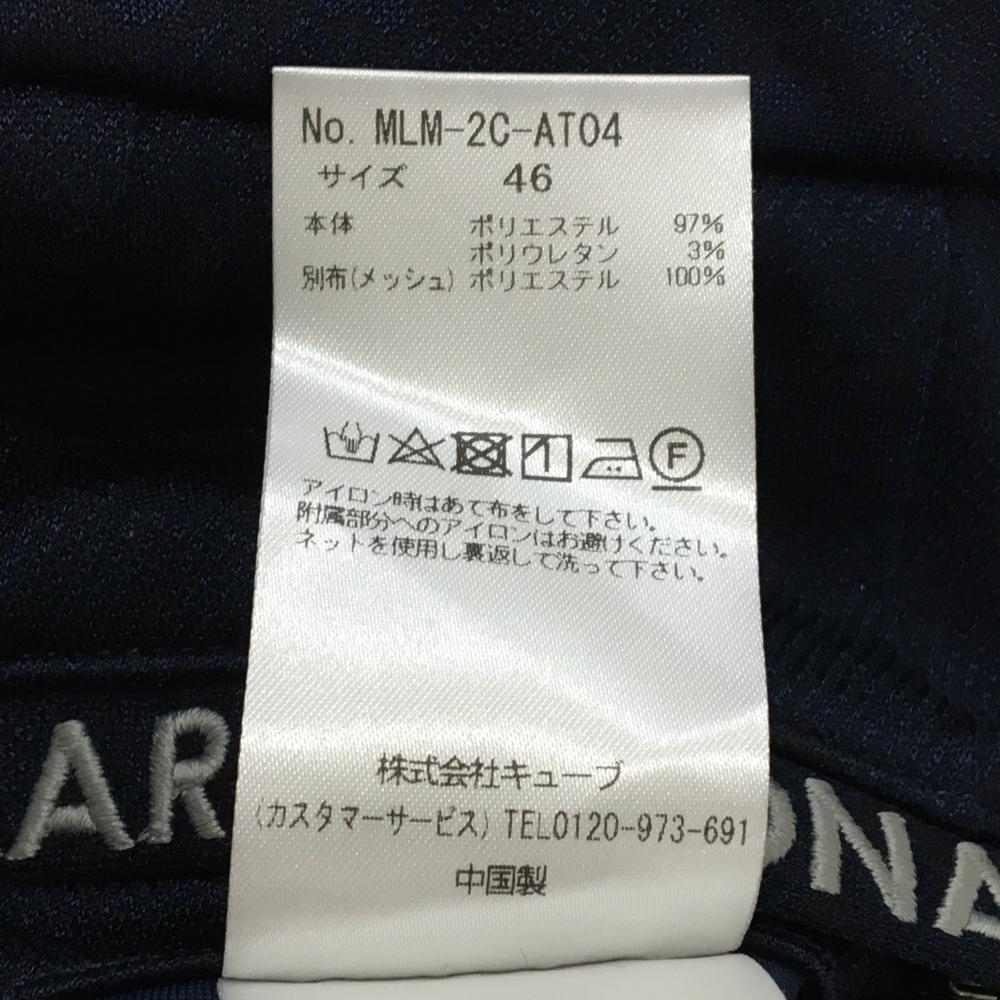 No. MLM-2C-AT04
サイズ 46
本体 ポリエステル 97%
ポリウレタン 3%
別布(メッシュ) ポリエステル 100%
F
アイロン時はあて布をして下さい。
附属部分へのアイロンはお避けください。
ネットを使用し裏返して洗って下さい。
AR
ONA
株式会社キューブ
(カスタマーサービス) TEL0120-973-691
中国製